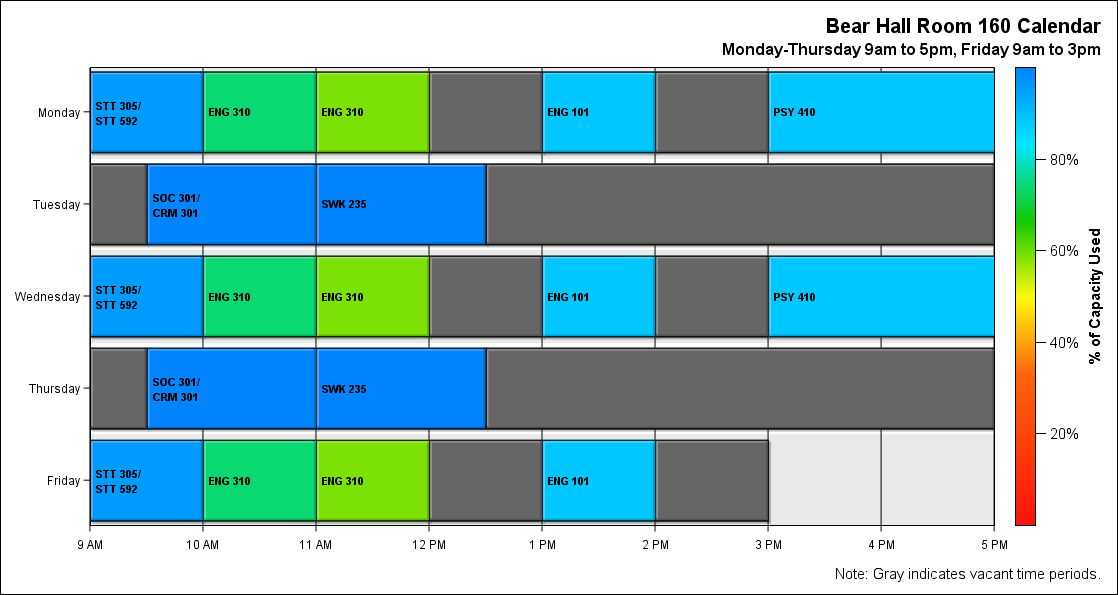 Bear Hall Room 160 Calendar
Monday-Thursday 9am to 5pm, Friday 9am to 3pm
Monday
STT 305/
STT 592
ENG 310
ENG 310
ENG 101
PSY 410
Tuesday
SOC 301/
CRM 301
SWK 235
Wednesday
STT 305/
STT 592
ENG 310
ENG 310
ENG 101
PSY 410
Thursday
SOC 301/
CRM 301
SWK 235
Friday
STT 305/
STT 592
ENG 310
ENG 310
ENG 101
9 AM
10 AM
11 AM
12 PM
1 PM
2 PM
3 PM
4 PM
5 PM
80%
60%
40%
20%
% of Capacity Used
Note: Gray indicates vacant time periods.